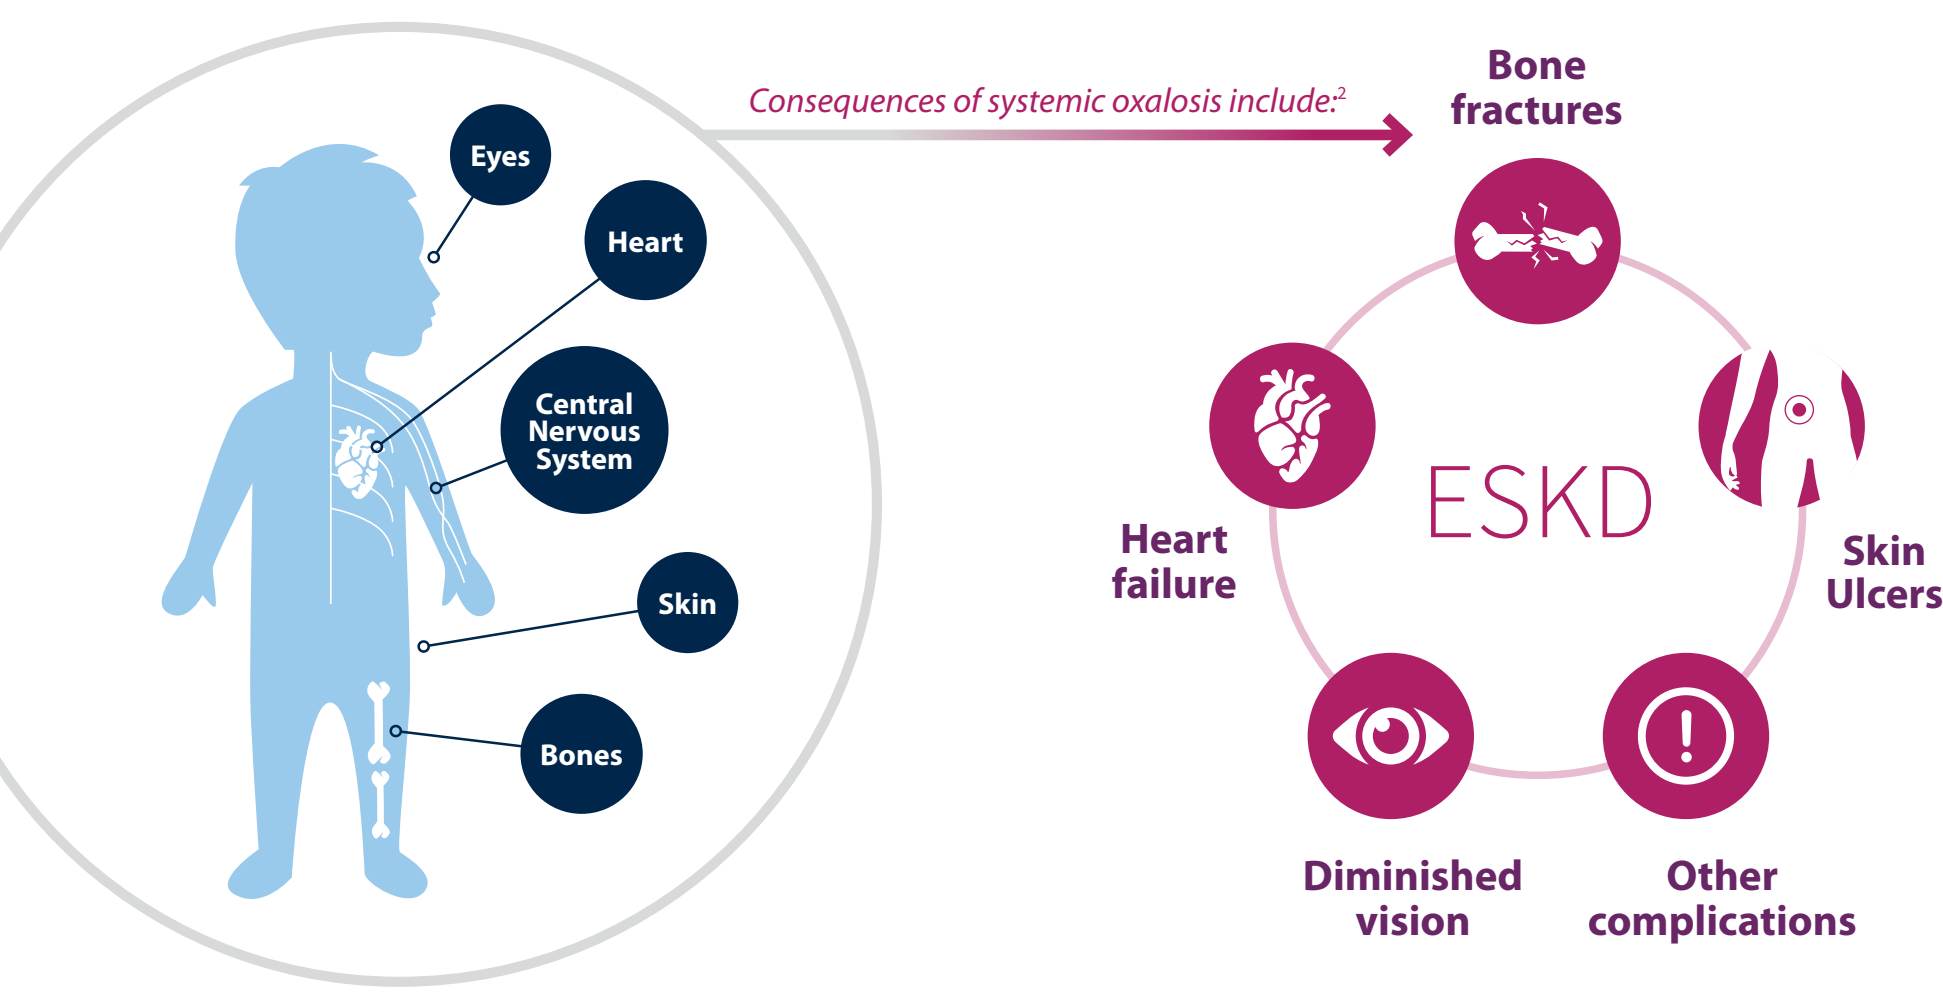 Eyes
Heart
Central
Nervous
System
Skin
Bones
Consequences of systemic oxalosis include:2
Bone
fractures
Heart
failure
ESKD
Skin
Ulcers
Diminished
vision
Other
complications